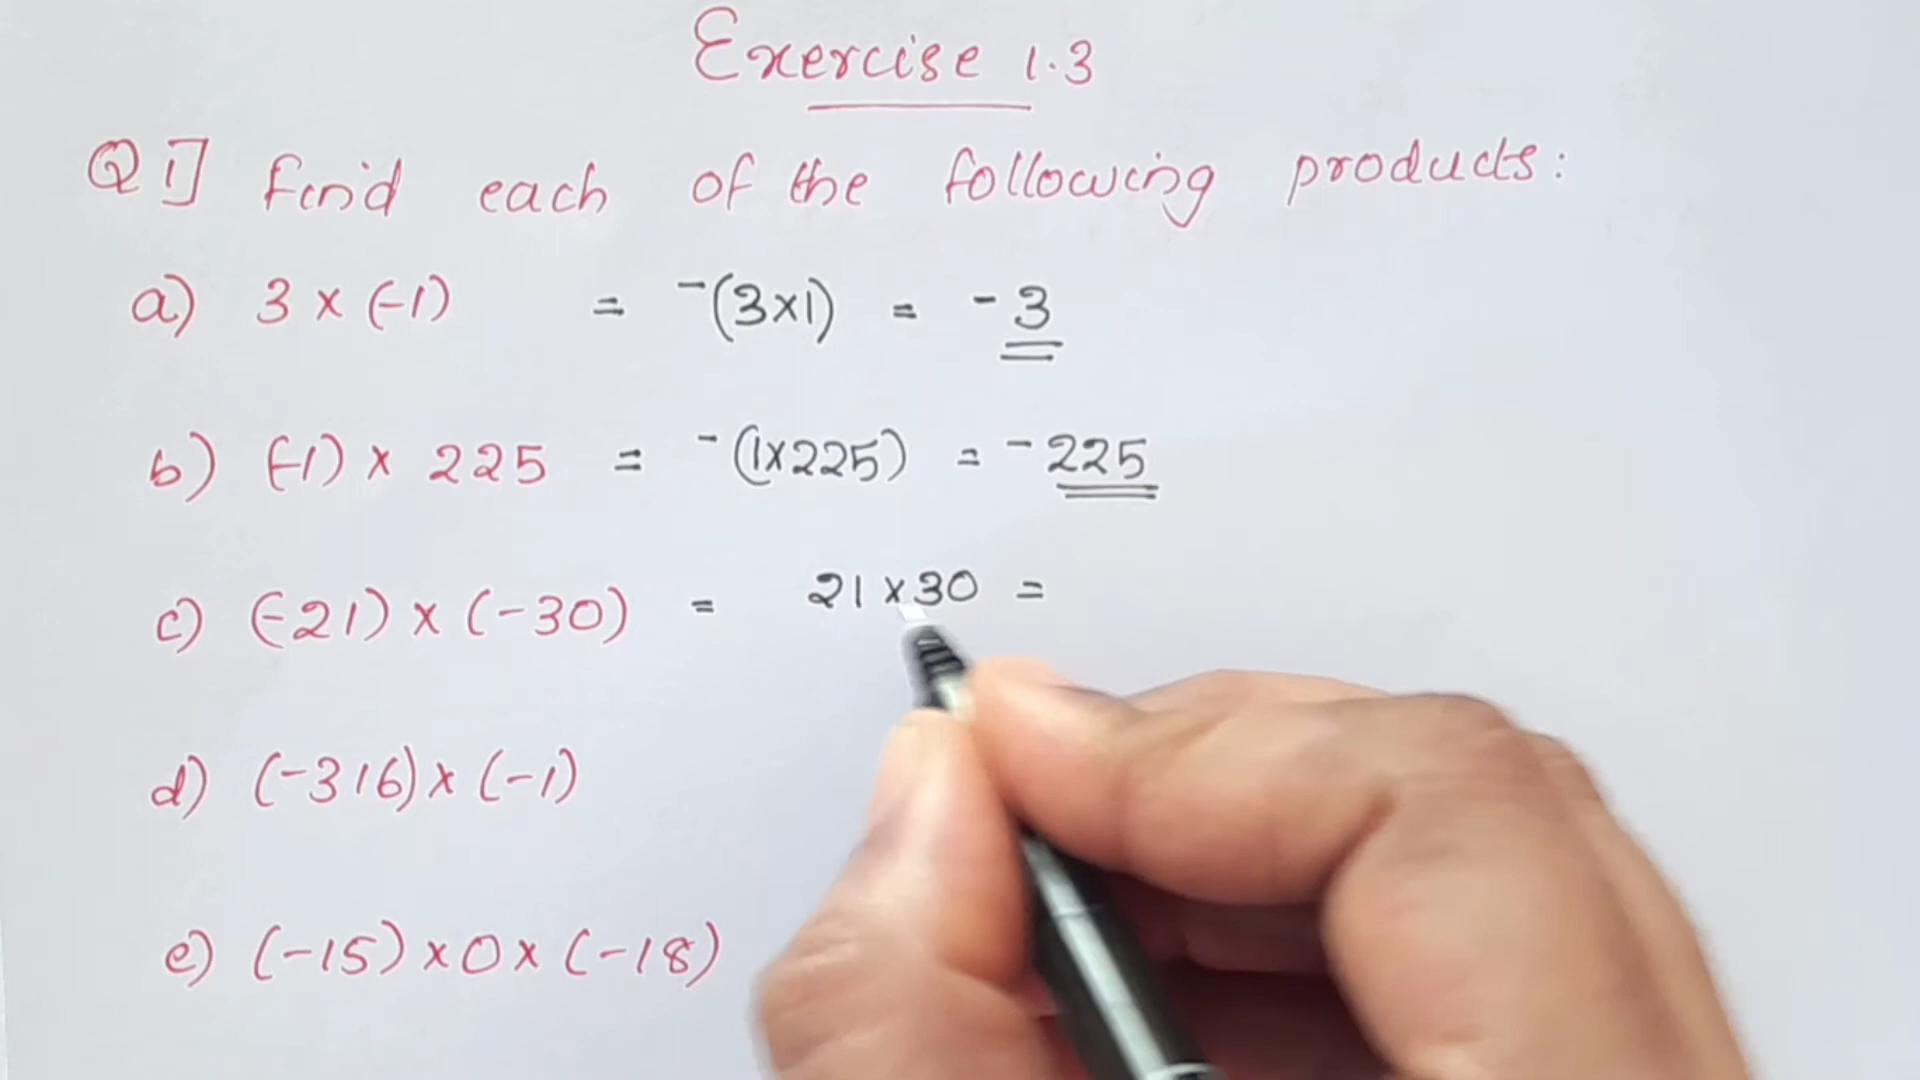 Exercise 1.3
Q1] Find each of the following products:
a) 3 × (-1) = -(3×1) = -3
b) (-1) × 225 = -(1×225) = -225
c) (-21) × (-30) = 21 × 30 =
d) (-316) × (-1)
e) (-15) × 0 × (-18)